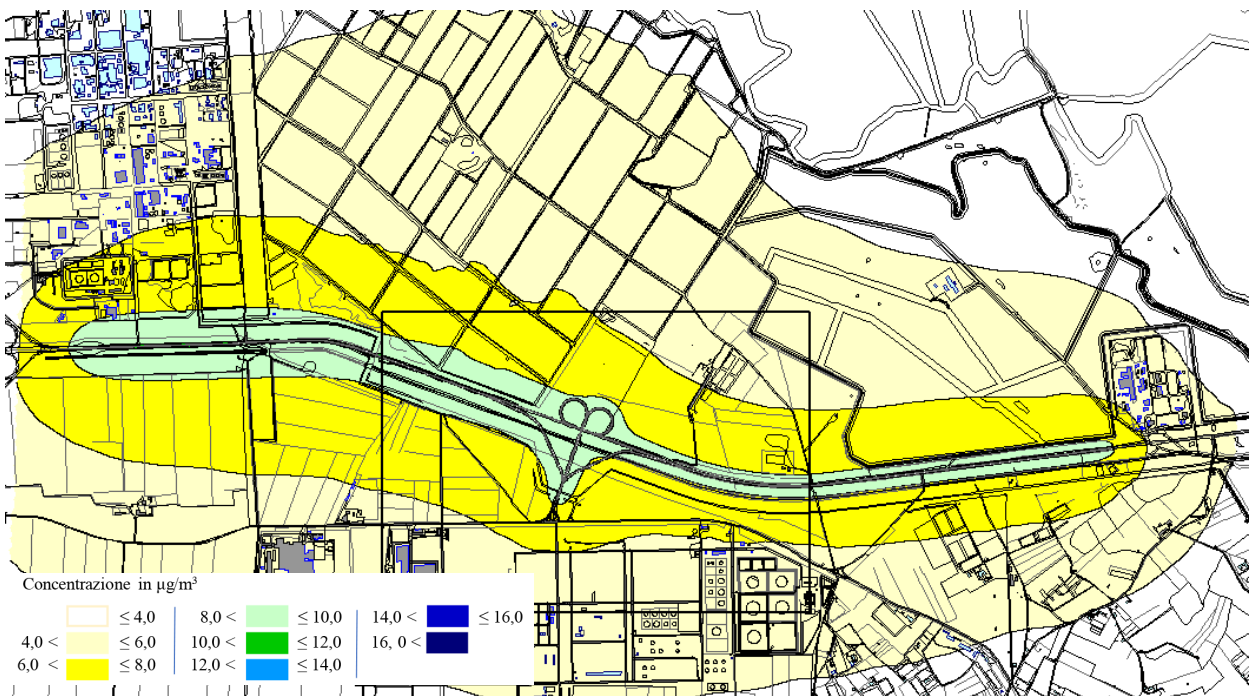 Concentrazione in µg/m³
≤ 4,0 8,0 < ≤ 10,0 14,0 < ≤ 16,0
4,0 < ≤ 6,0 10,0 < ≤ 12,0 16, 0 <
6,0 < ≤ 8,0 12,0 < ≤ 14,0